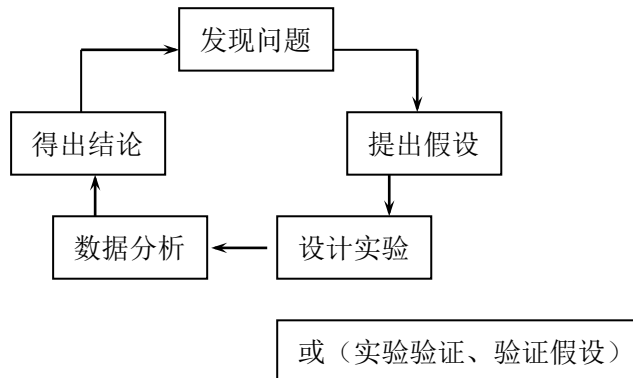 发现问题
得出结论
提出假设
数据分析
设计实验
或（实验验证、验证假设）